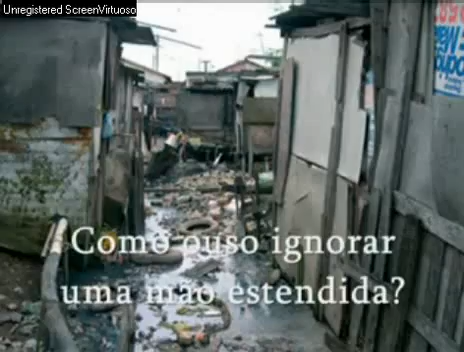 Unregistered ScreenVirtuoso
Como ouso ignorar
uma mão estendida?